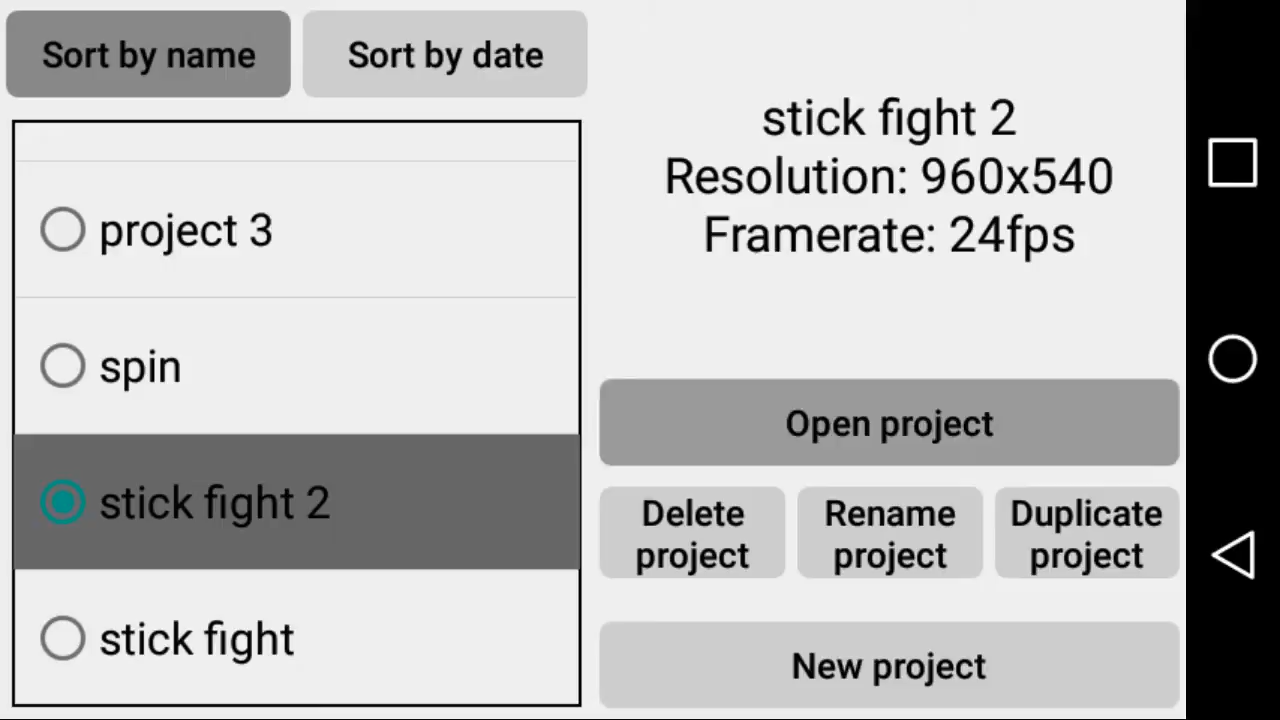 Sort by name
Sort by date
project 3
spin
stick fight 2
stick fight
stick fight 2
Resolution: 960x540
Framerate: 24fps
Open project
Delete
project
Rename
project
Duplicate
project
New project